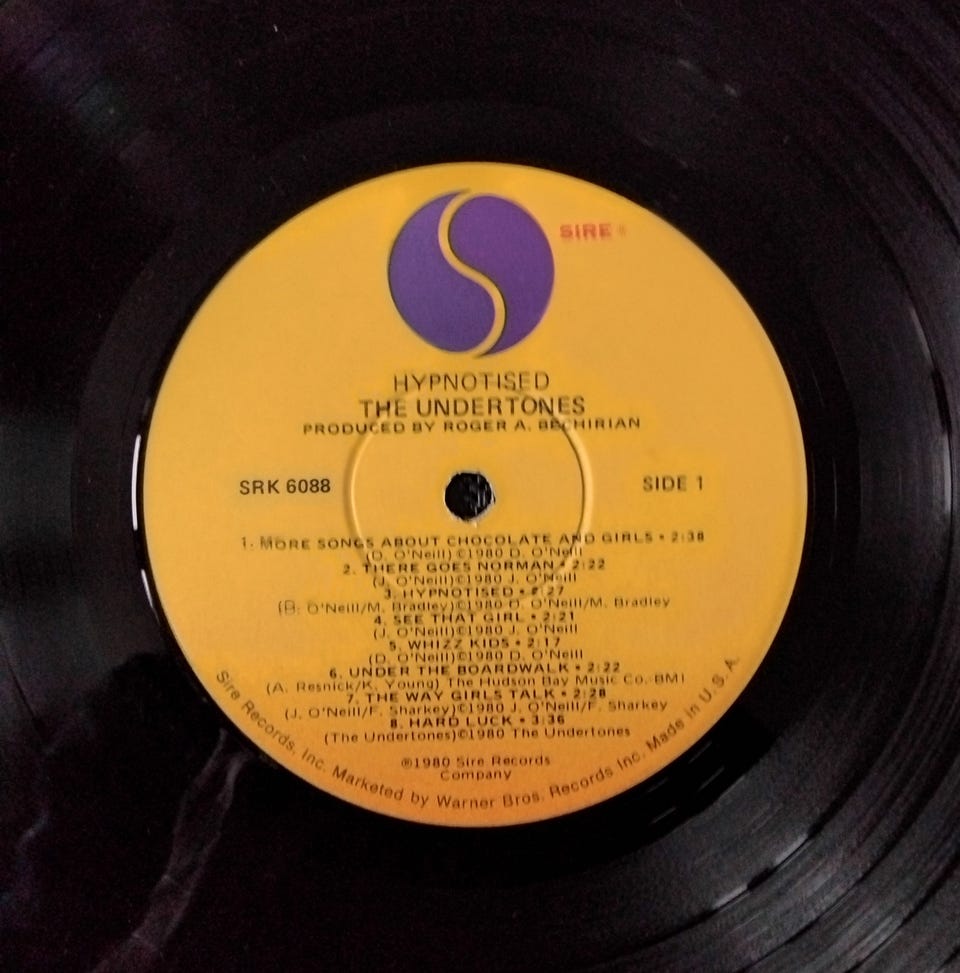 SIRE ®
HYPNOTISED
THE UNDERTONES
PRODUCED BY ROGER A. BECHIRIAN
SRK 6088
SIDE 1
1. MORE SONGS ABOUT CHOCOLATE AND GIRLS • 2:38
(D. O'Neill)©1980 D. O'Neill
2. THERE GOES NORMAN • 2:22
(J. O'Neill)©1980 J. O'Neill
3. HYPNOTISED • 2:27
(D. O'Neill/M. Bradley)©1980 D. O'Neill/M. Bradley
4. SEE THAT GIRL • 2:21
(J. O'Neill)©1980 J. O'Neill
5. WHIZZ KIDS • 2:17
(D. O'Neill)©1980 D. O'Neill
6. UNDER THE BOARDWALK • 2:22
(A. Resnick/K. Young) The Hudson Bay Music Co.-BMI
7. THE WAY GIRLS TALK • 2:28
(J. O'Neill/F. Sharkey)©1980 J. O'Neill/F. Sharkey
8. HARD LUCK • 3:36
(The Undertones)©1980 The Undertones
℗1980 Sire Records
Company
Sire Records, Inc. Marketed by Warner Bros. Records Inc. Made in U.S.A.